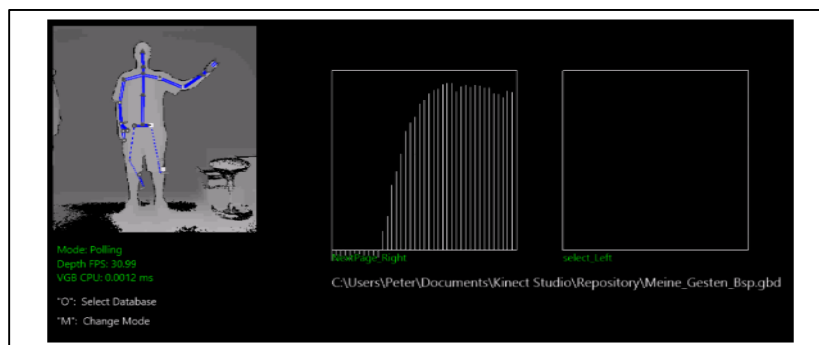 Mode: Polling
Depth FPS: 30.99
VGB CPU: 0.0012 ms
"O": Select Database
"M": Change Mode
NextPage_Right
select_Left
C:\Users\Peter\Documents\Kinect Studio\Repository\Meine_Gesten_Bsp.gbd